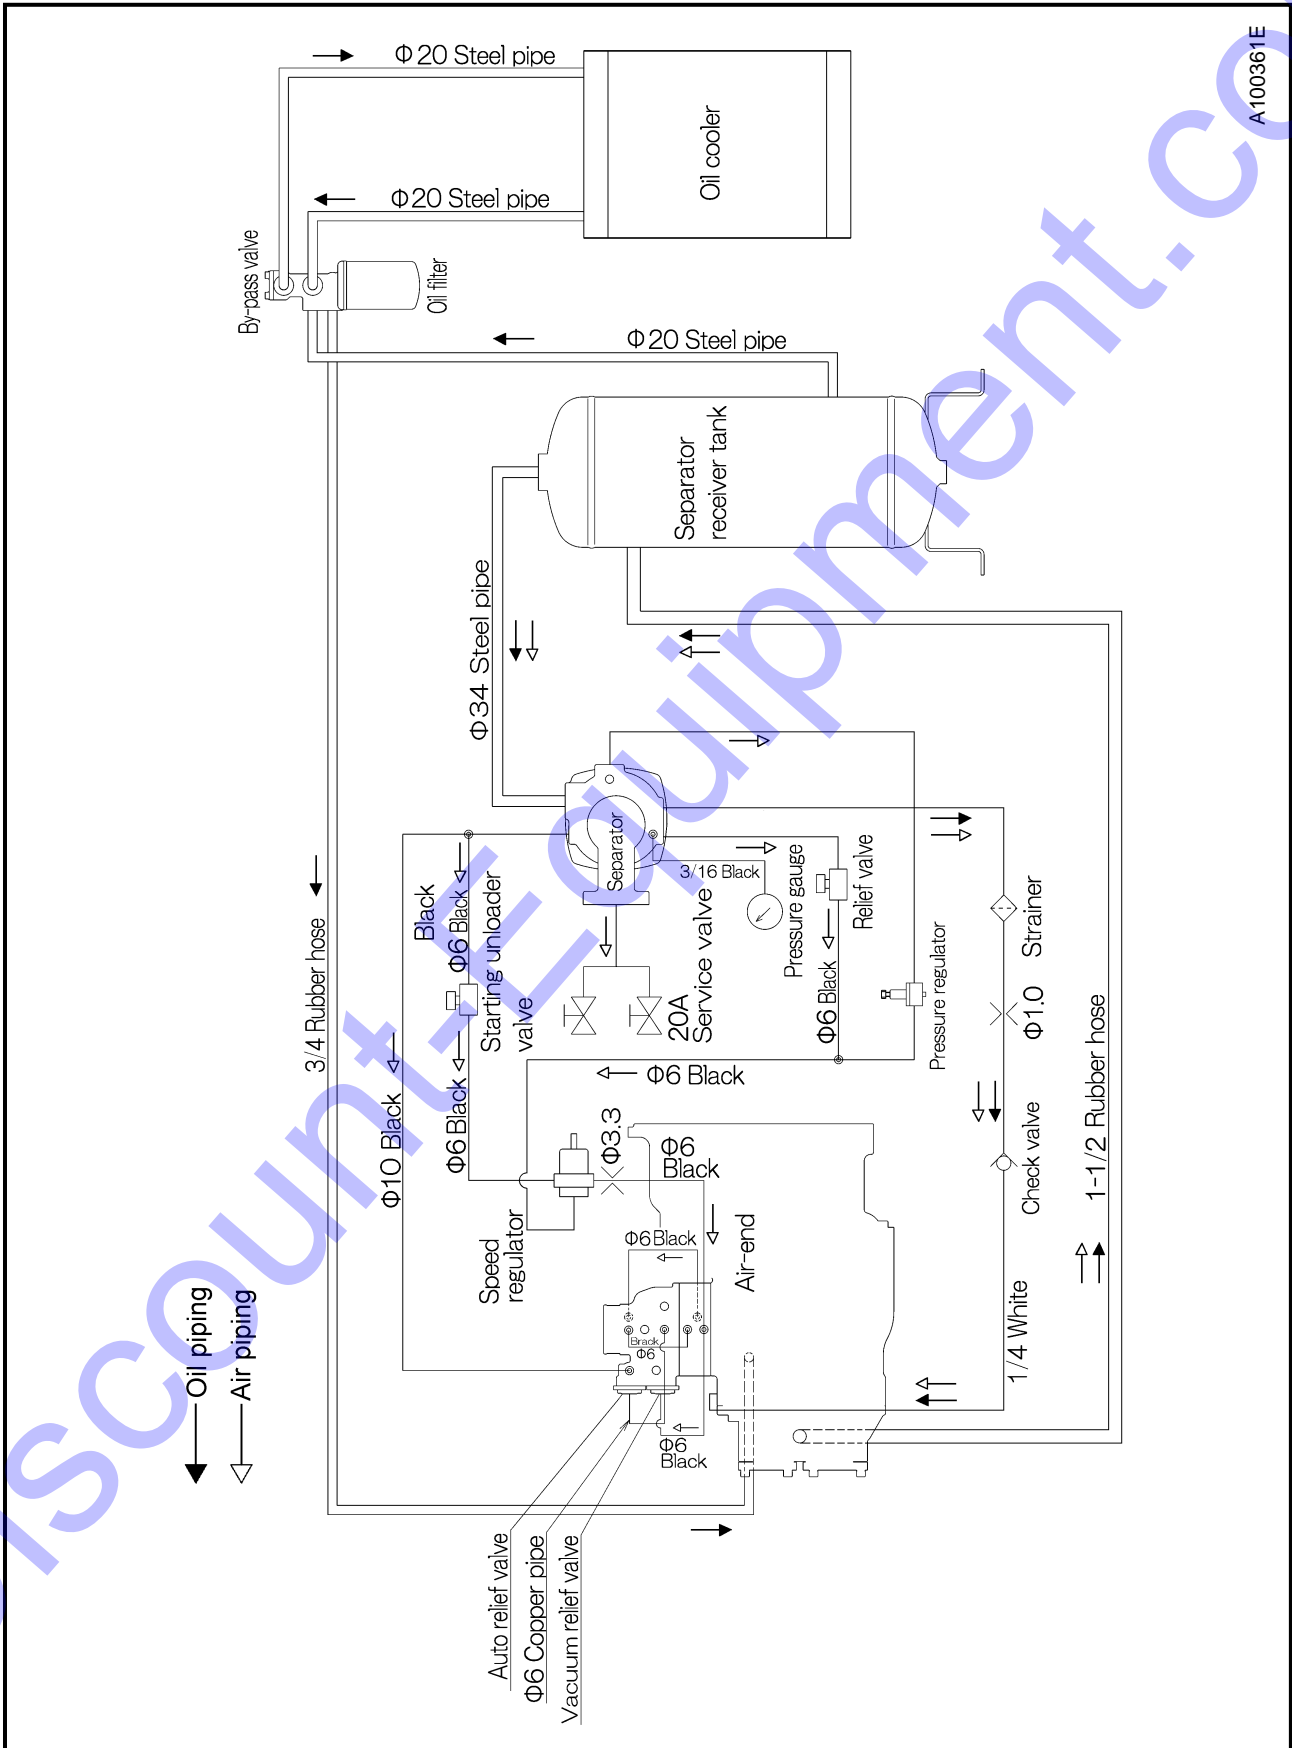 A100361E
Φ20 Steel pipe
Oil cooler
Φ20 Steel pipe
By-pass valve
Oil filter
Φ20 Steel pipe
Separator
receiver tank
Φ34 Steel pipe
3/4 Rubber hose
Black
Φ6 Black
Separator
3/16 Black
Pressure gauge
Relief valve
Starting unloader
valve
20A
Service valve
Φ6 Black
Pressure regulator
Strainer
Φ1.0
1-1/2 Rubber hose
Φ10 Black
Φ6 Black
Φ6 Black
Φ3.3
Φ6
Black
Check valve
Speed
regulator
Φ6 Black
Air-end
Brack
Φ6
1/4 White
Φ6
Black
Oil piping
Air piping
Auto relief valve
Φ6 Copper pipe
Vacuum relief valve
Discount-Equipment.co